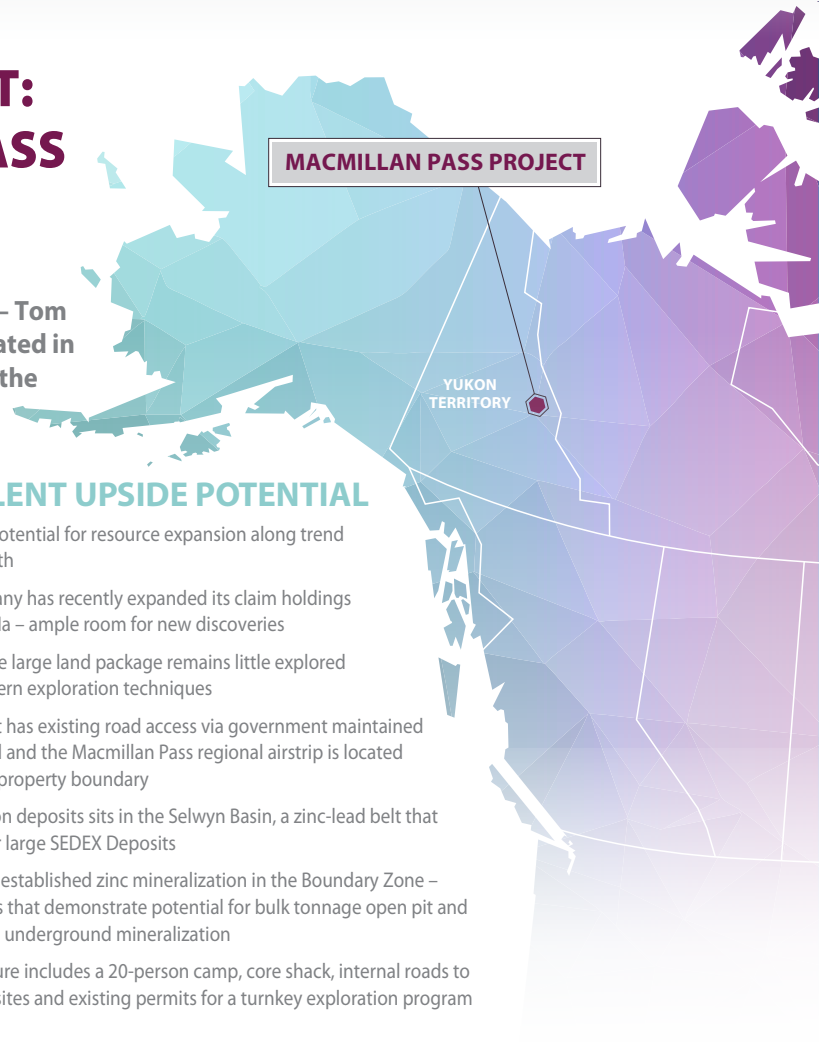 T:
ASS
MACMILLAN PASS PROJECT
– Tom
ated in
the
YUKON
TERRITORY
LENT UPSIDE POTENTIAL
otential for resource expansion along trend
th
any has recently expanded its claim holdings
Ha – ample room for new discoveries
e large land package remains little explored
ern exploration techniques
t has existing road access via government maintained
l and the Macmillan Pass regional airstrip is located
property boundary
on deposits sits in the Selwyn Basin, a zinc-lead belt that
r large SEDEX Deposits
established zinc mineralization in the Boundary Zone –
s that demonstrate potential for bulk tonnage open pit and
underground mineralization
ure includes a 20-person camp, core shack, internal roads to
sites and existing permits for a turnkey exploration program